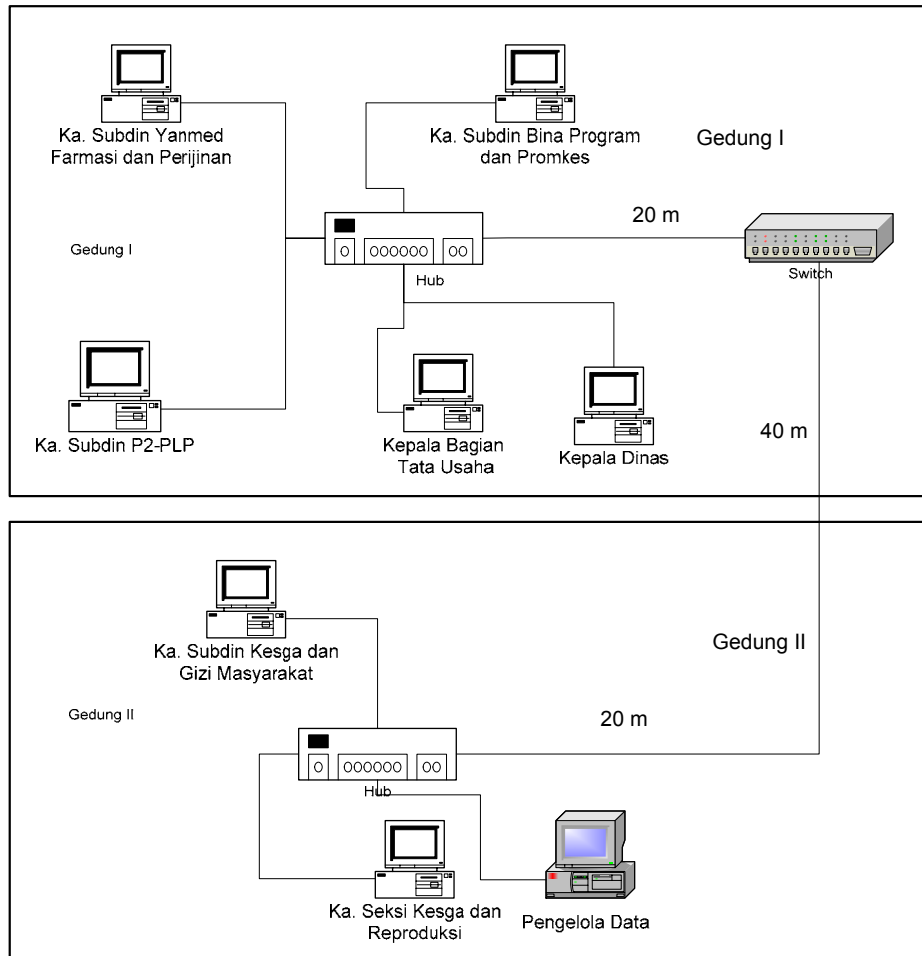 Ka. Subdin Yanmed
Farmasi dan Perijinan
Ka. Subdin Bina Program
dan Promkes
Gedung I
20 m
Gedung I
Hub
Switch
Ka. Subdin P2-PLP
Kepala Bagian
Tata Usaha
Kepala Dinas
40 m
Ka. Subdin Kesga dan
Gizi Masyarakat
Gedung II
Gedung II
20 m
Hub
Ka. Seksi Kesga dan
Reproduksi
Pengelola Data